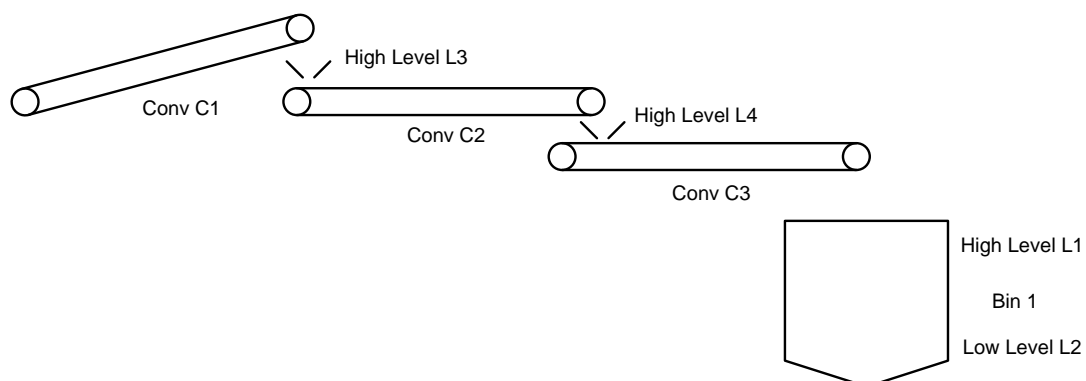 High Level L3
Conv C1
High Level L4
Conv C2
Conv C3
High Level L1
Bin 1
Low Level L2